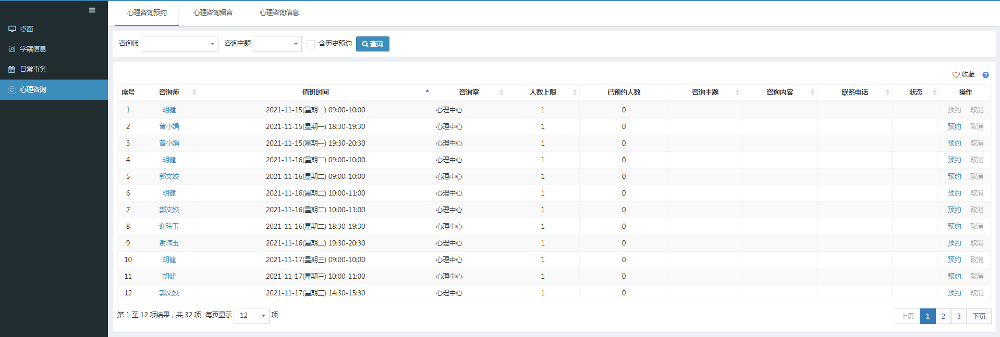 心理咨询预约 心理咨询留言 心理咨询信息
桌面
学籍信息
日常事务
心理咨询
咨询师 咨询主题 含历史预约 查询
收藏
序号 咨询师 值班时间 咨询室 人数上限 已预约人数 咨询主题 咨询内容 联系电话 状态 操作
1 胡健 2021-11-15(星期一) 09:00-10:00 心理中心 1 0 预约 取消
2 曾小娟 2021-11-15(星期一) 18:30-19:30 心理中心 1 0 预约 取消
3 曾小娟 2021-11-15(星期一) 19:30-20:30 心理中心 1 0 预约 取消
4 胡健 2021-11-16(星期二) 09:00-10:00 心理中心 1 0 预约 取消
5 郭文姣 2021-11-16(星期二) 09:00-10:00 心理中心 1 0 预约 取消
6 胡健 2021-11-16(星期二) 10:00-11:00 心理中心 1 0 预约 取消
7 郭文姣 2021-11-16(星期二) 10:00-11:00 心理中心 1 0 预约 取消
8 谢玮玉 2021-11-16(星期二) 18:30-19:30 心理中心 1 0 预约 取消
9 谢玮玉 2021-11-16(星期二) 19:30-20:30 心理中心 1 0 预约 取消
10 胡健 2021-11-17(星期三) 09:00-10:00 心理中心 1 0 预约 取消
11 胡健 2021-11-17(星期三) 10:00-11:00 心理中心 1 0 预约 取消
12 郭文姣 2021-11-17(星期三) 14:30-15:30 心理中心 1 0 预约 取消
第 1 至 12 项结果，共 32 项 每页显示 12 项 上页 1 2 3 下页